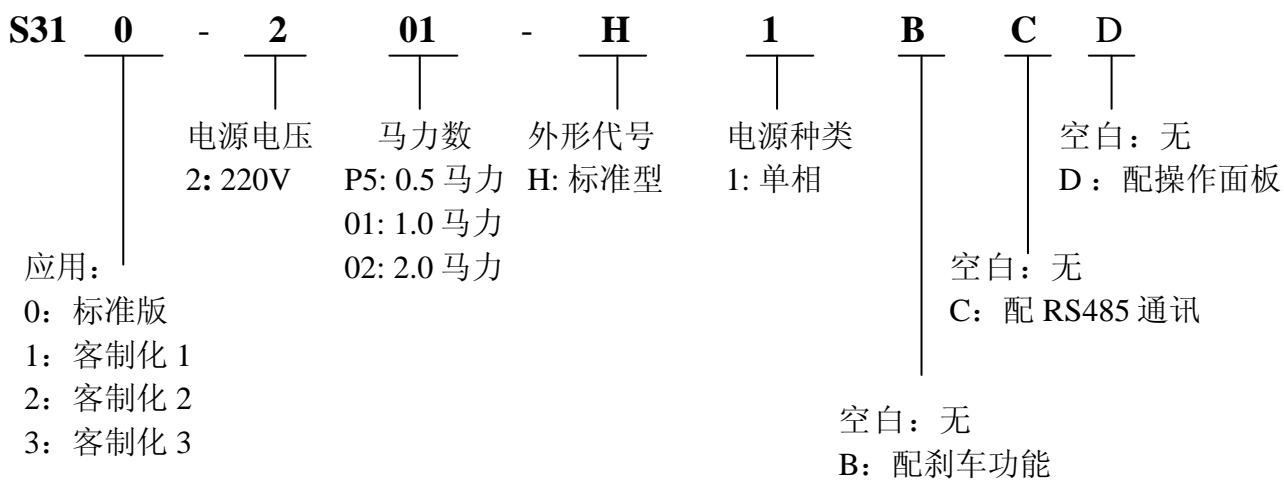 S31 0 - 2 01 - H 1 B C D
电源电压 马力数 外形代号 电源种类 空白：无
2: 220V P5: 0.5 马力 H: 标准型 1: 单相 D ：配操作面板
01: 1.0 马力
应用： 02: 2.0 马力 空白：无
0：标准版 C：配 RS485 通讯
1：客制化 1
2：客制化 2
3：客制化 3 空白：无
B：配刹车功能